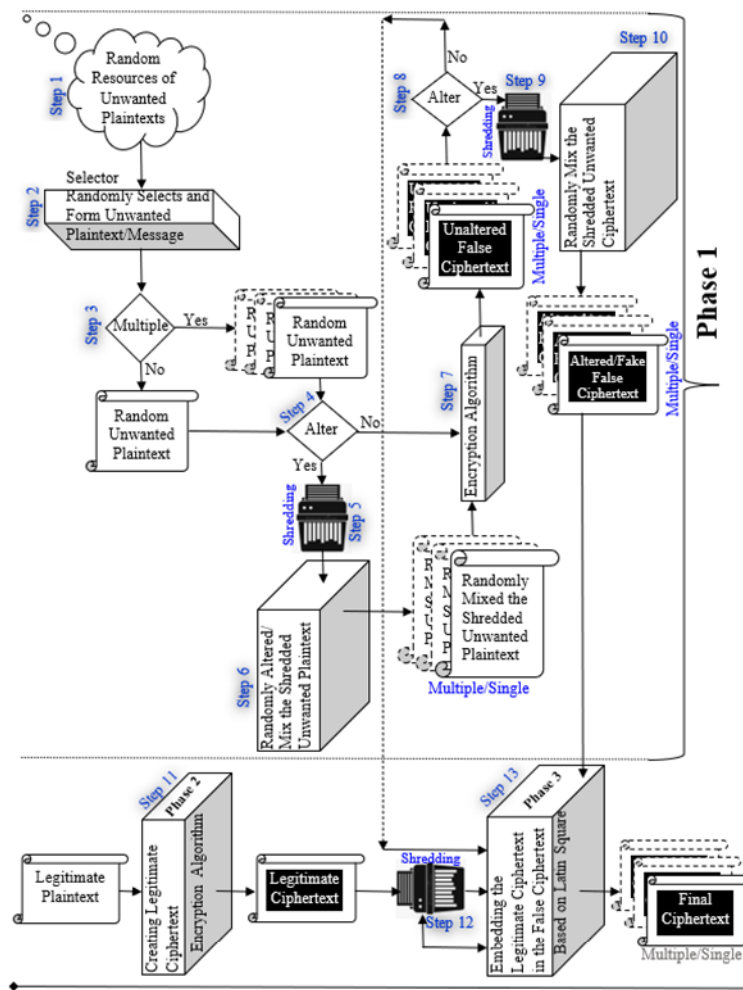 Step 1
Random
Resources of
Unwanted
Plaintexts
Step 2
Selector
Randomly Selects and
Form Unwanted
Plaintext/Message
Step 3
Multiple
Yes
No
R
U
P
R
U
P
Random
Unwanted
Plaintext
Random
Unwanted
Plaintext
Step 4
Alter
No
Yes
Shredding
Step 5
Step 6
Randomly Altered/
Mix the Shredded
Unwanted Plaintext
R
M
S
U
P
R
M
S
U
P
Randomly
Mixed the
Shredded
Unwanted
Plaintext
Multiple/Single
Step 7
Encryption Algorithm
Unaltered
False
Ciphertext
Multiple/Single
Step 8
Alter
No
Yes
Step 9
Shredding
Step 10
Randomly Mix the
Shredded Unwanted
Ciphertext
Altered/Fake
False
Ciphertext
Multiple/Single
Phase 1
Legitimate
Plaintext
Step 11
Phase 2
Creating Legitimate
Ciphertext
Encryption Algorithm
Legitimate
Ciphertext
Shredding
Step 12
Step 13
Phase 3
Embedding the
Legitimate Ciphertext
in the False Ciphertext
Based on Latin Square
Final
Ciphertext
Multiple/Single